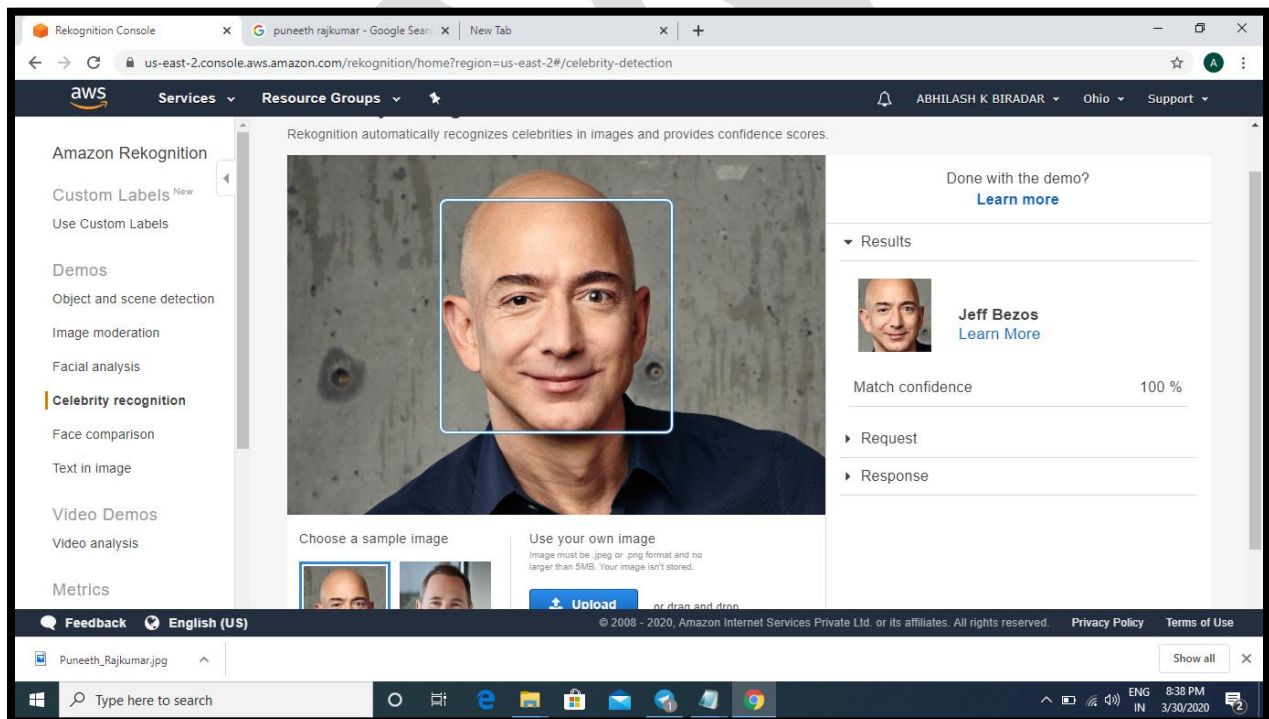 Rekognition Console
puneeth rajkumar - Google Sear
New Tab
us-east-2.console.aws.amazon.com/rekognition/home?region=us-east-2#/celebrity-detection
A
aws
Services
Resource Groups
ABHILASH K BIRADAR
Ohio
Support
Amazon Rekognition
Custom Labels New
Use Custom Labels
Demos
Object and scene detection
Image moderation
Facial analysis
Celebrity recognition
Face comparison
Text in image
Video Demos
Video analysis
Metrics
Rekognition automatically recognizes celebrities in images and provides confidence scores.
Choose a sample image
Use your own image
Image must be .jpeg or .png format and no
larger than 5MB. Your image isn't stored.
Upload
or drag and drop
Done with the demo?
Learn more
Results
Jeff Bezos
Learn More
Match confidence 100 %
Request
Response
Feedback
English (US)
© 2008 - 2020, Amazon Internet Services Private Ltd. or its affiliates. All rights reserved.
Privacy Policy
Terms of Use
Puneeth_Rajkumar.jpg
Show all
Type here to search
ENG
IN
8:38 PM
3/30/2020
2